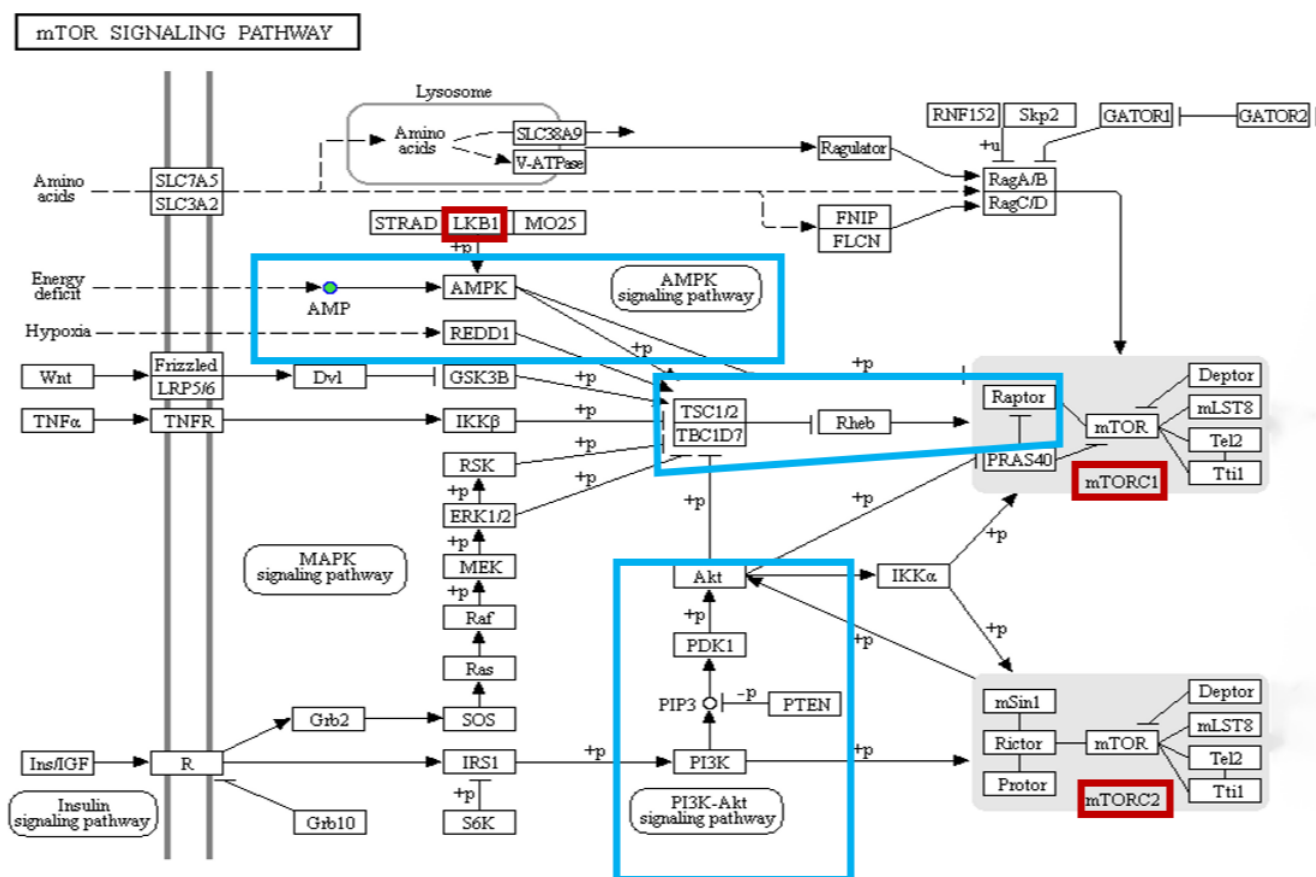 mTOR SIGNALING PATHWAY
Lysosome
Amino
acids
SLC38A9
V-ATPase
Ragulator
RNF152
Skp2
GATOR1
GATOR2
+u
RagA/B
RagC/D
Amino
acids
SLC7A5
SLC3A2
FNIP
FLCN
STRAD
LKB1
MO25
+p
Energy
deficit
AMP
AMPK
AMPK
signaling pathway
Hypoxia
REDD1
+p
+p
Wnt
Frizzled
LRP5/6
Dvl
GSK3B
+p
TNFα
TNFR
IKKβ
+p
TSC1/2
TBC1D7
Rheb
Raptor
mTOR
PRAS40
Deptor
mLST8
Tel2
Tti1
mTORC1
RSK
+p
+p
ERK1/2
+p
+p
+p
+p
MAPK
signaling pathway
MEK
+p
Raf
Ras
SOS
Grb2
Akt
IKKα
+p
+p
+p
+p
PDK1
PIP3
-p
PTEN
PI3K
+p
PI3K-Akt
signaling pathway
mSin1
Rictor
Protor
mTOR
Deptor
mLST8
Tel2
Tti1
mTORC2
Ins/IGF
R
IRS1
+p
+p
S6K
Grb10
Insulin
signaling pathway